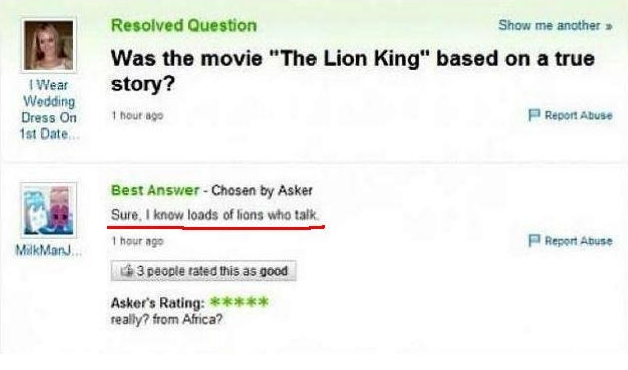 Resolved Question
Show me another »
Was the movie "The Lion King" based on a true
story?
I Wear
Wedding
Dress On
1st Date...
1 hour ago
Report Abuse
Best Answer - Chosen by Asker
Sure, I know loads of lions who talk.
MilkManJ...
1 hour ago
Report Abuse
3 people rated this as good
Asker's Rating: *****
really? from Africa?